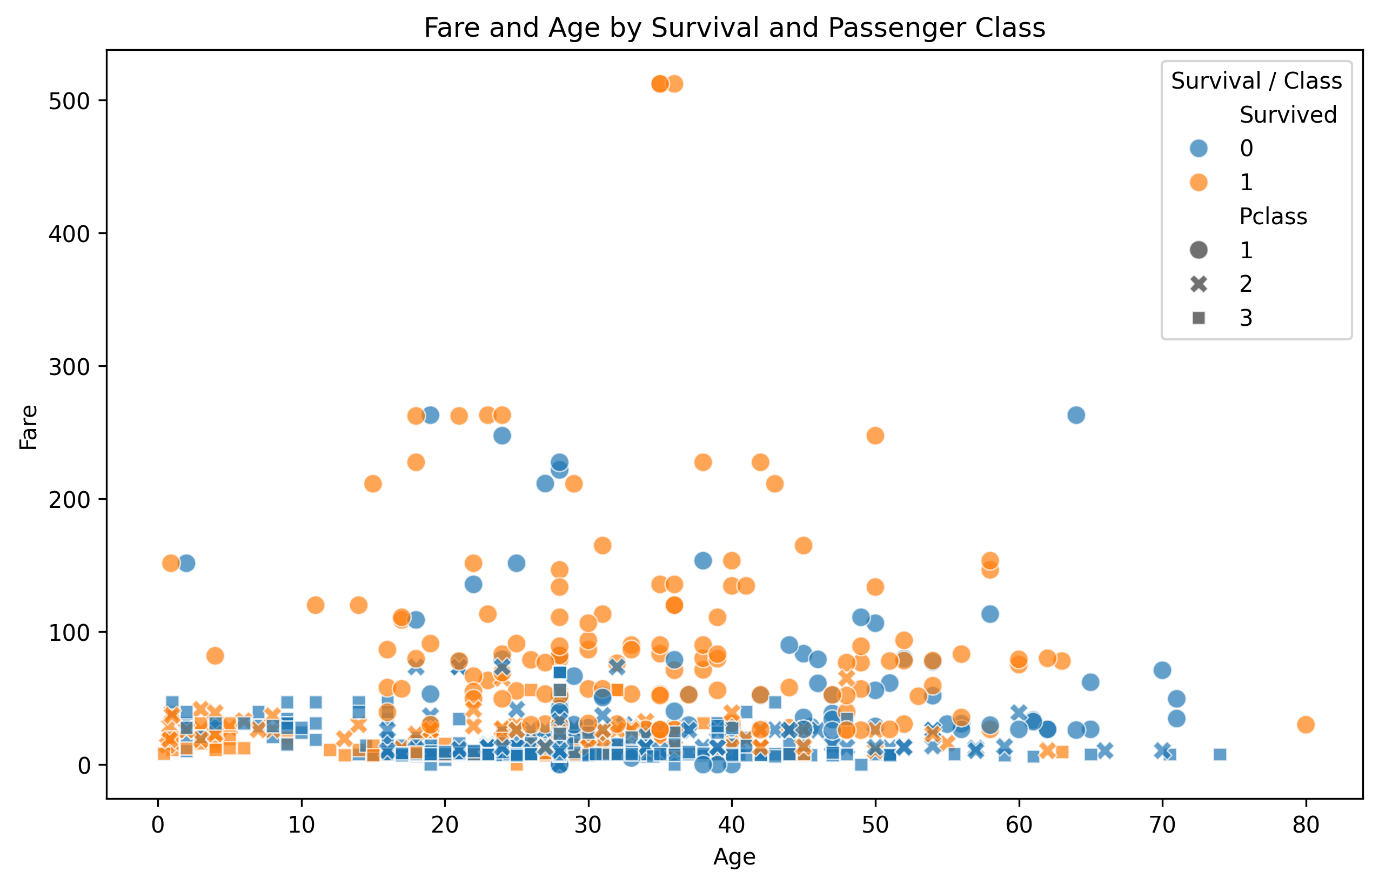 Fare and Age by Survival and Passenger Class
Survival / Class
Survived
0
1
Pclass
1
2
3
Fare
500
400
300
200
100
0
0 10 20 30 40 50 60 70 80
Age